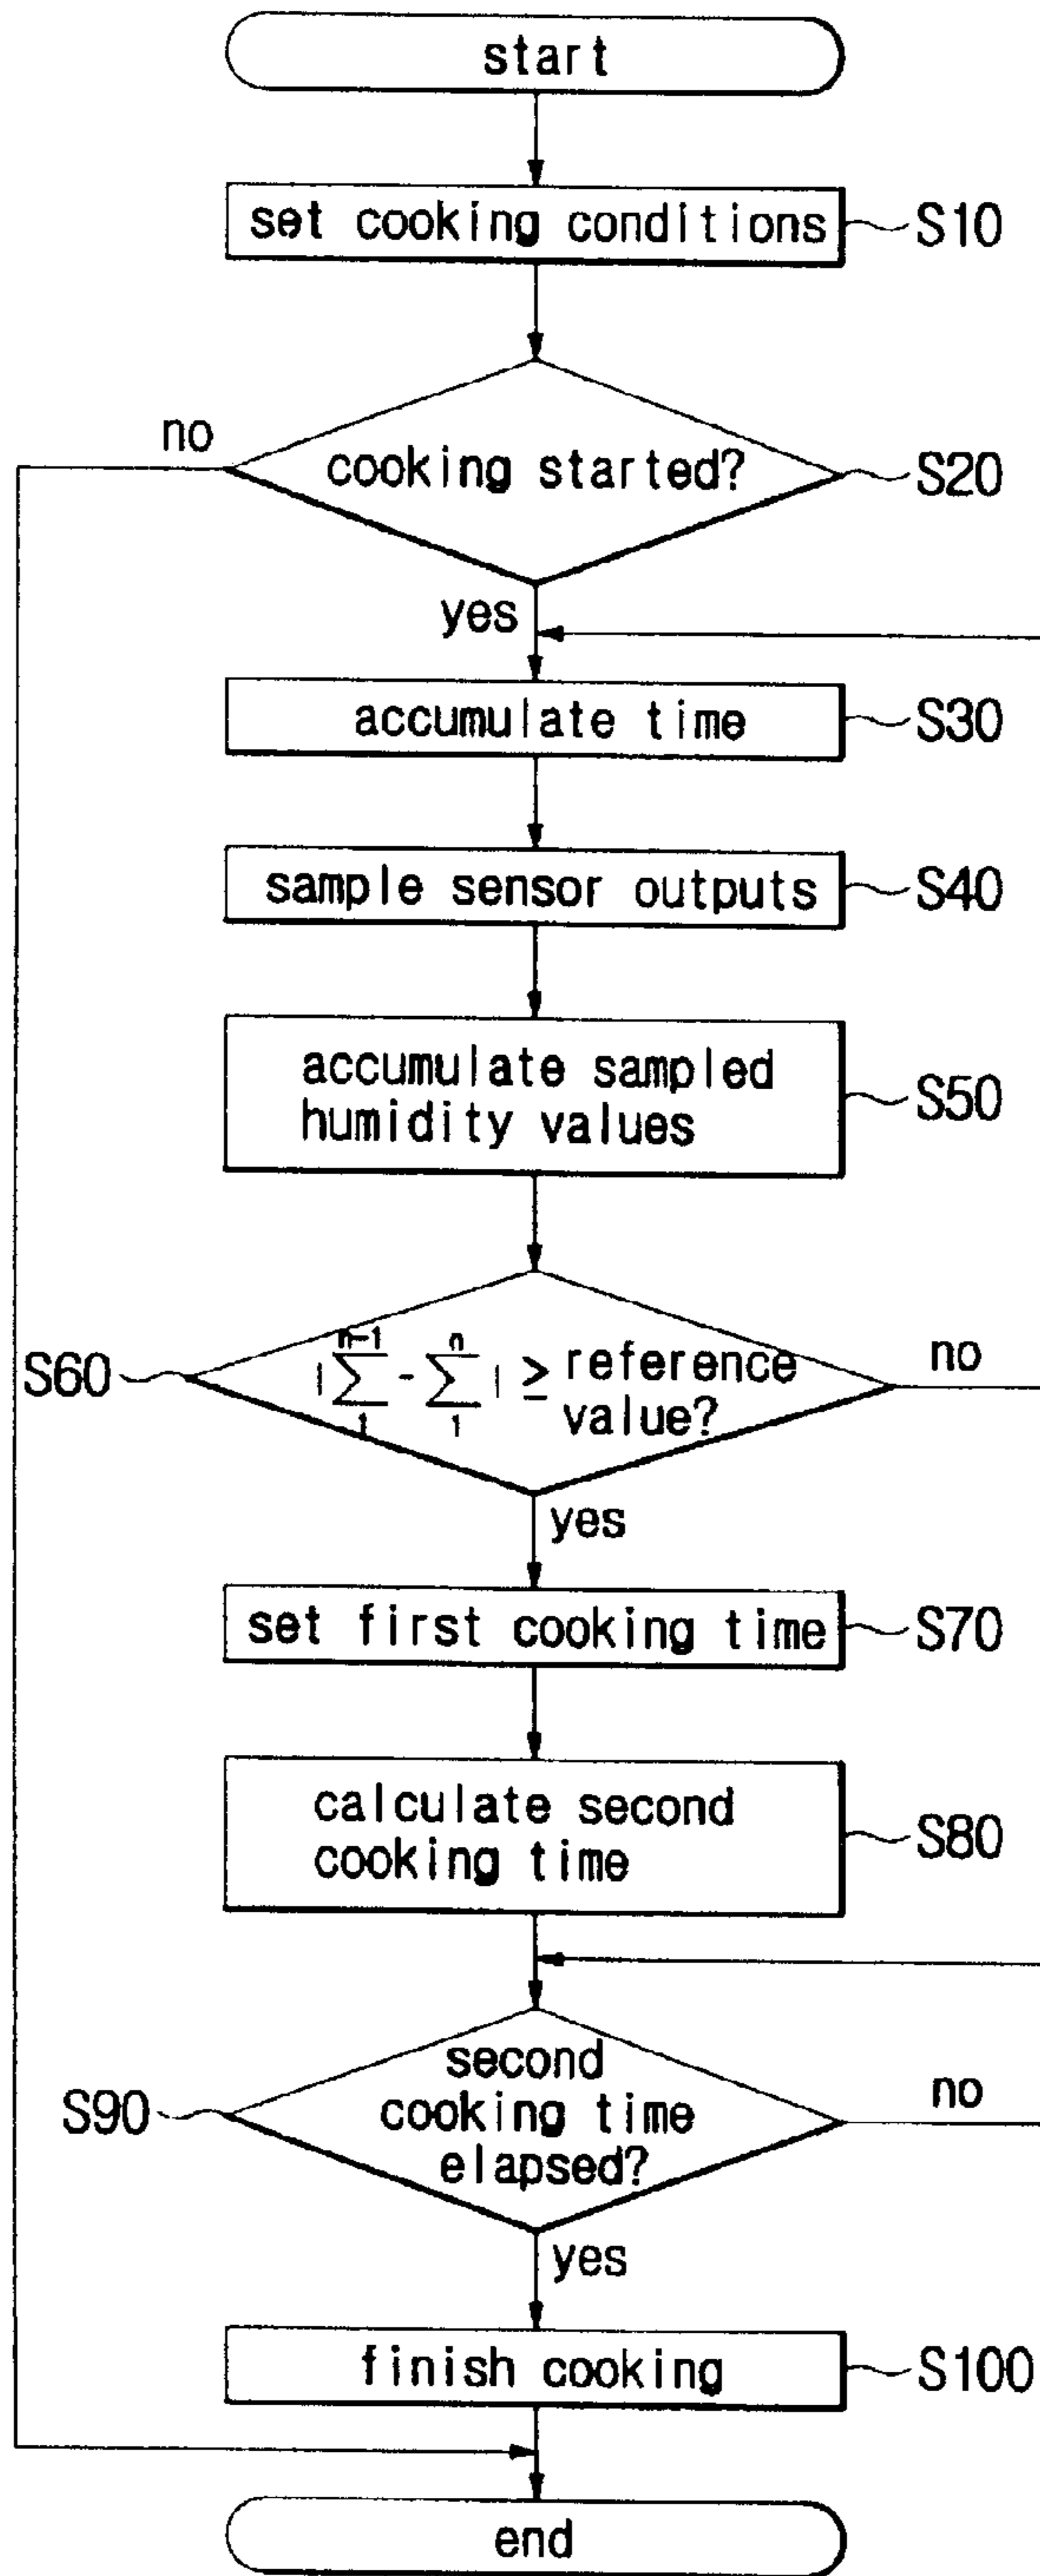 start
set cooking conditions
S10
no
cooking started?
S20
yes
accumulate time
S30
sample sensor outputs
S40
accumulate sampled
humidity values
S50
S60
|∑₁ⁿ⁻¹ - ∑₁ⁿ| ≥ reference
value?
no
yes
set first cooking time
S70
calculate second
cooking time
S80
S90
second
cooking time
elapsed?
no
yes
finish cooking
S100
end